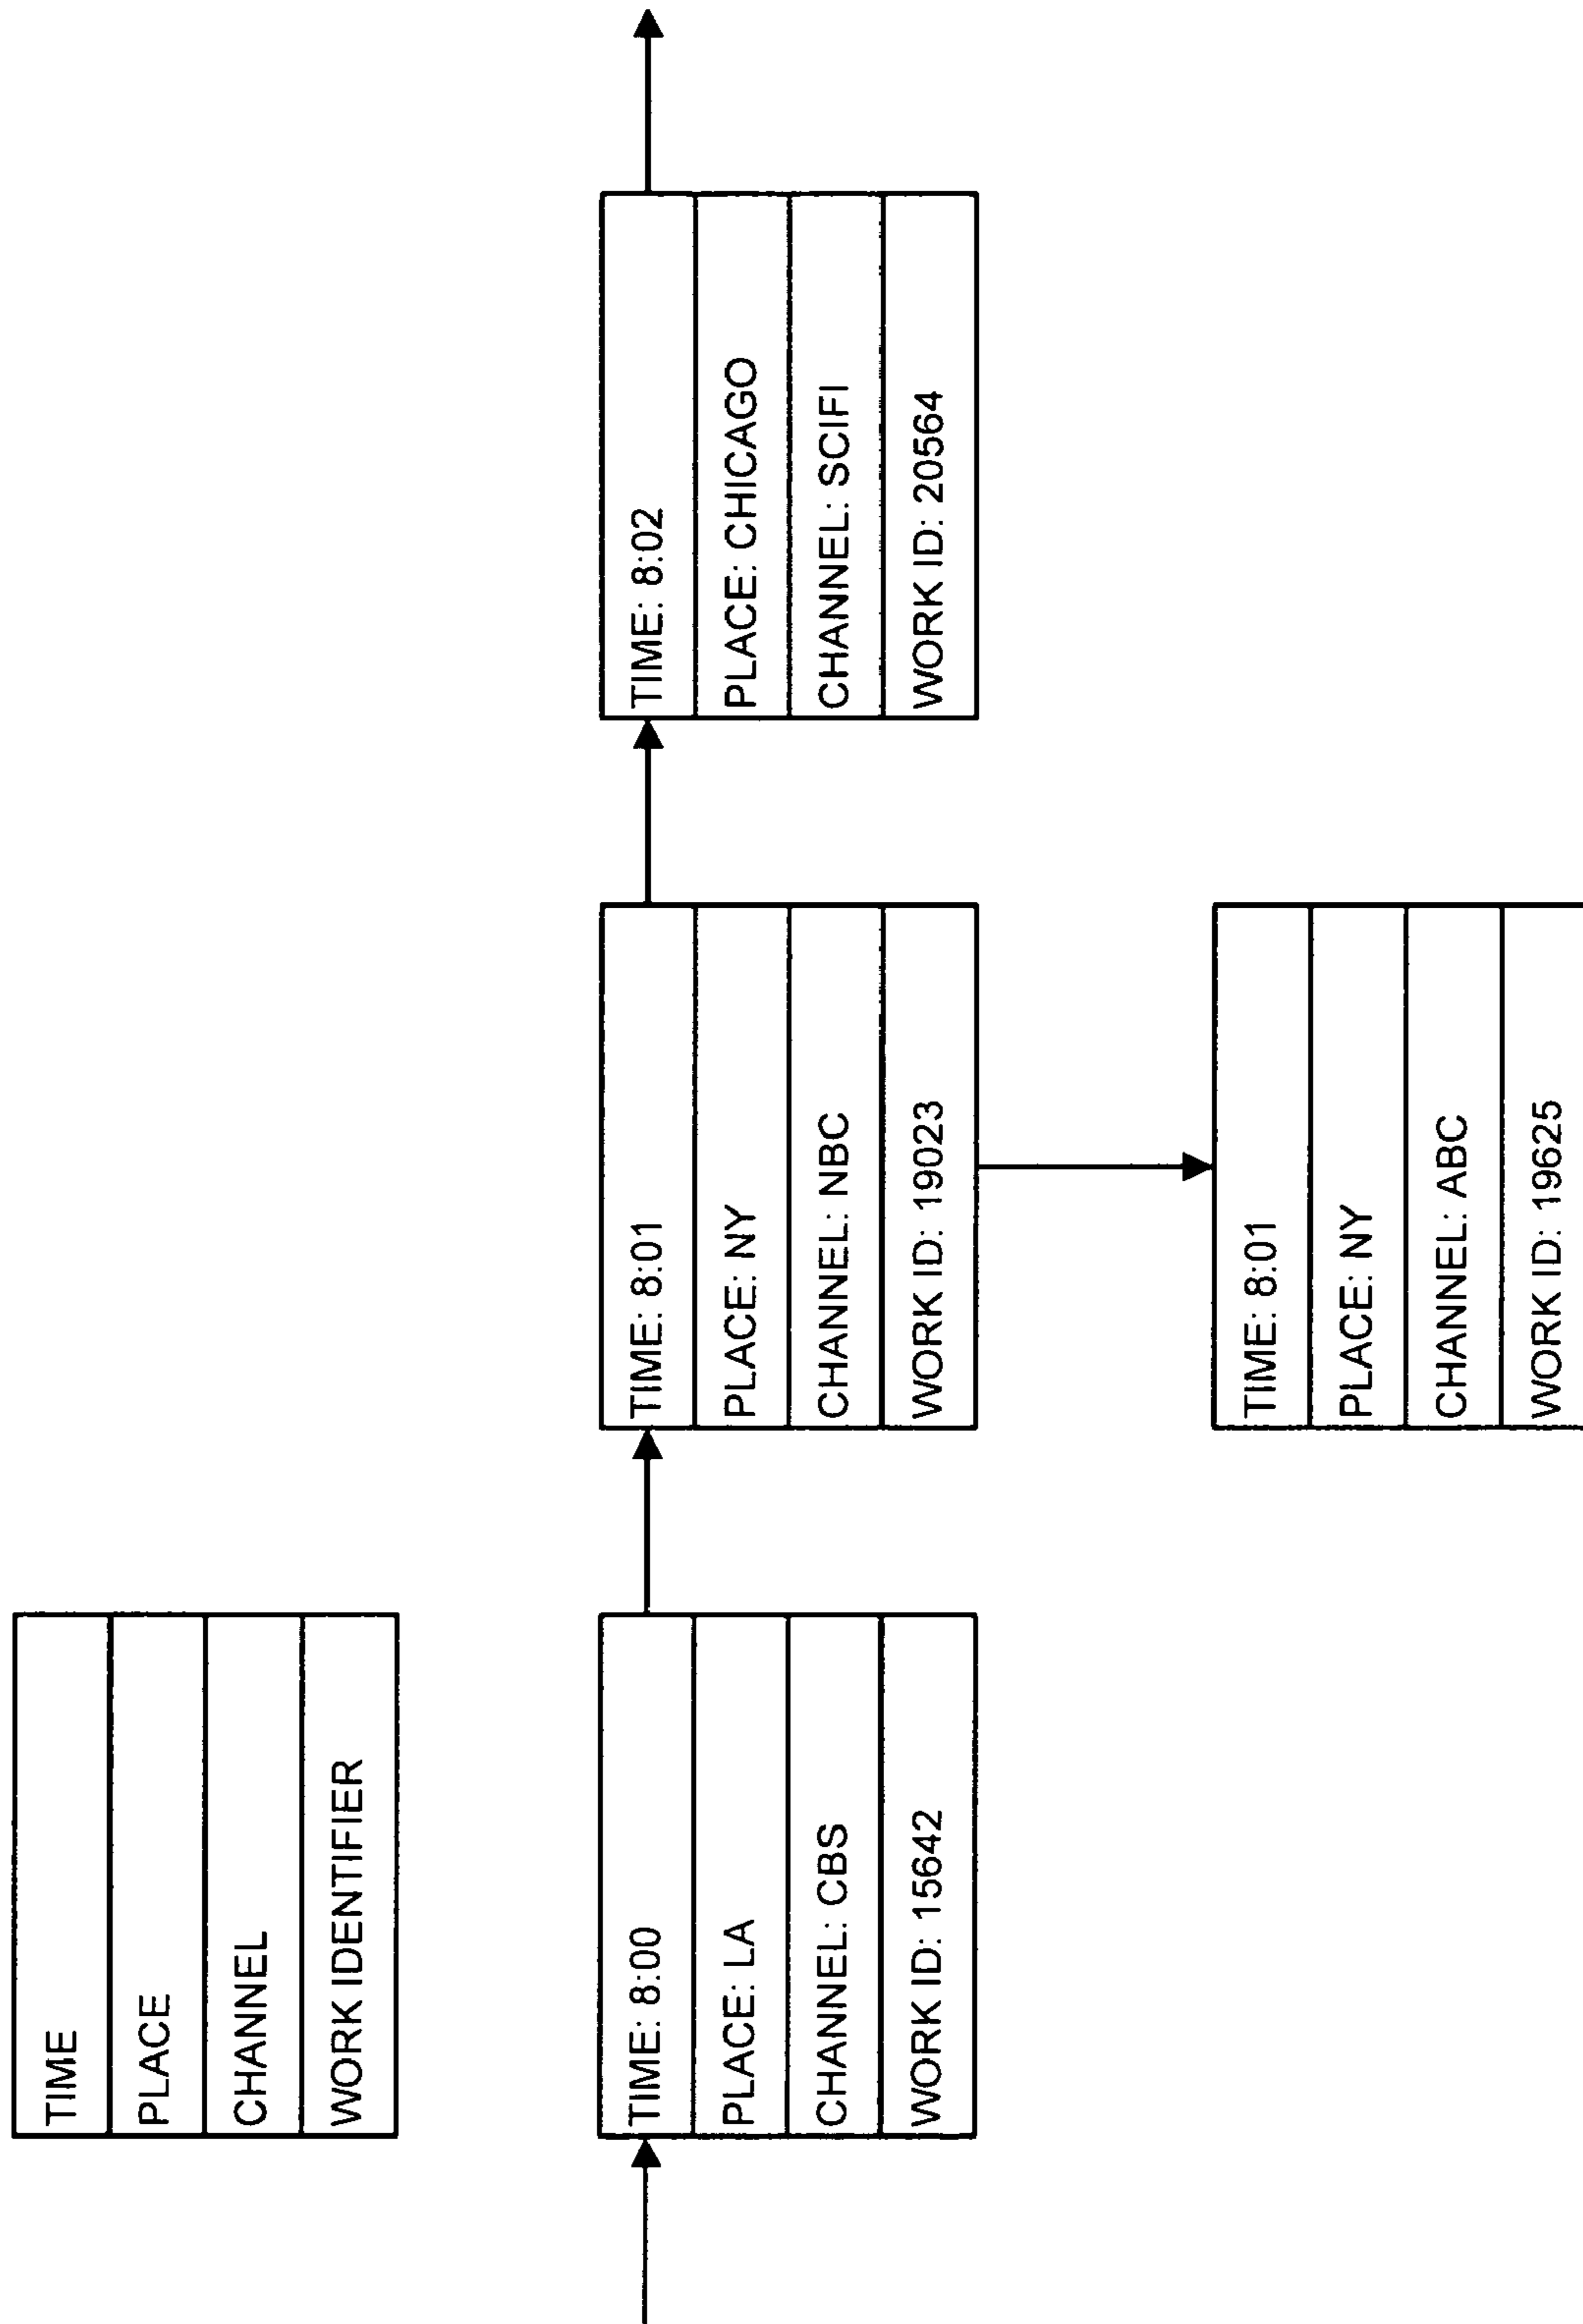 TIME
PLACE
CHANNEL
WORK IDENTIFIER
TIME: 8:00
PLACE: LA
CHANNEL: CBS
WORK ID: 15642
TIME: 8:01
PLACE: NY
CHANNEL: NBC
WORK ID: 19023
TIME: 8:02
PLACE: CHICAGO
CHANNEL: SCIFI
WORK ID: 20564
TIME: 8:01
PLACE: NY
CHANNEL: ABC
WORK ID: 19625